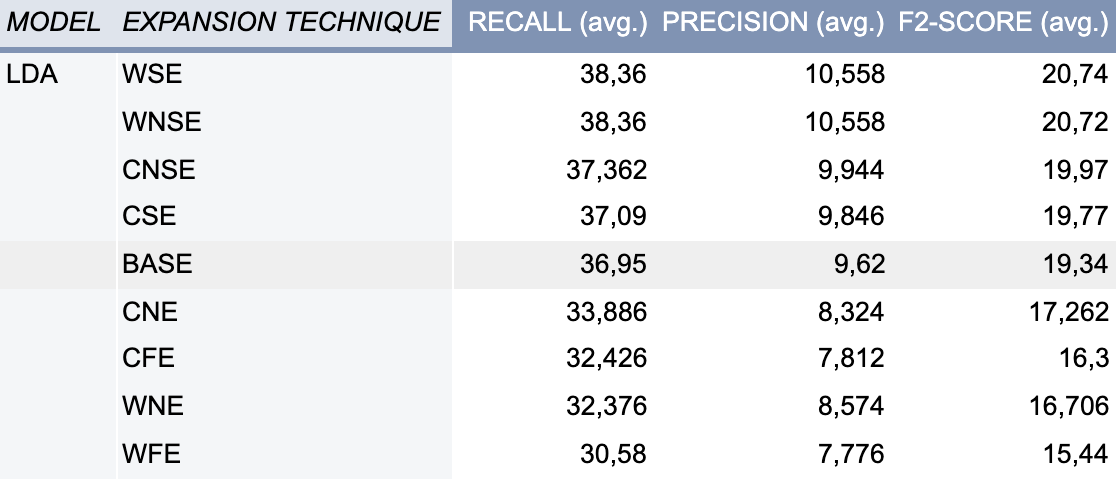 MODEL EXPANSION TECHNIQUE RECALL (avg.) PRECISION (avg.) F2-SCORE (avg.)
LDA WSE 38,36 10,558 20,74
WNSE 38,36 10,558 20,72
CNSE 37,362 9,944 19,97
CSE 37,09 9,846 19,77
BASE 36,95 9,62 19,34
CNE 33,886 8,324 17,262
CFE 32,426 7,812 16,3
WNE 32,376 8,574 16,706
WFE 30,58 7,776 15,44